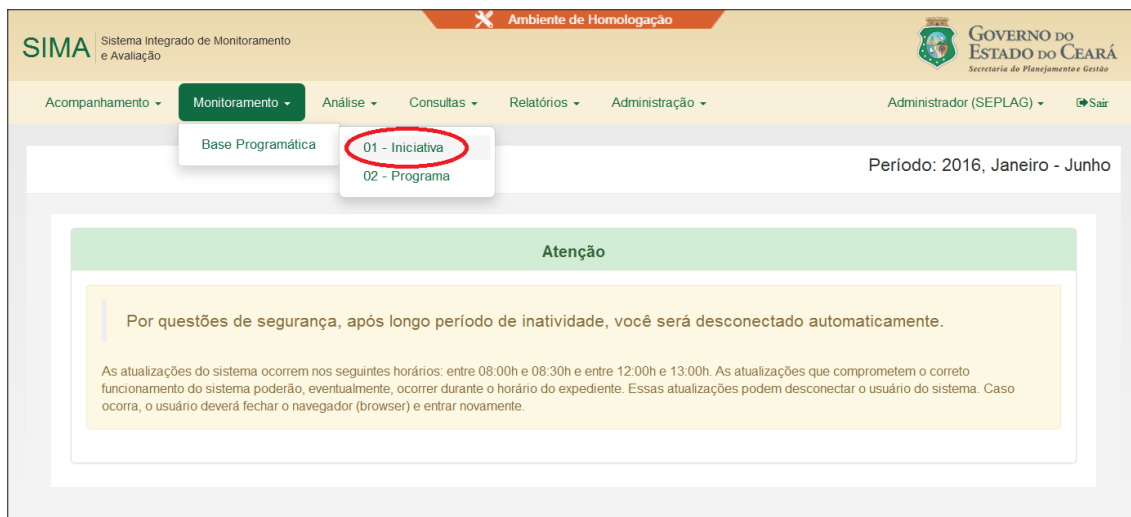 Ambiente de Homologação
SIMA
Sistema Integrado de Monitoramento
e Avaliação
GOVERNO DO
ESTADO DO CEARÁ
Secretaria do Planejamento e Gestão
Acompanhamento Monitoramento Análise Consultas Relatórios Administração Administrador (SEPLAG) Sair
Base Programática
01 - Iniciativa
02 - Programa
Período: 2016, Janeiro - Junho
Atenção
Por questões de segurança, após longo período de inatividade, você será desconectado automaticamente.
As atualizações do sistema ocorrem nos seguintes horários: entre 08:00h e 08:30h e entre 12:00h e 13:00h. As atualizações que comprometem o correto
funcionamento do sistema poderão, eventualmente, ocorrer durante o horário do expediente. Essas atualizações podem desconectar o usuário do sistema. Caso
ocorra, o usuário deverá fechar o navegador (browser) e entrar novamente.